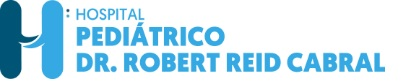 HOSPITAL
PEDIÁTRICO
DR. ROBERT REID CABRAL